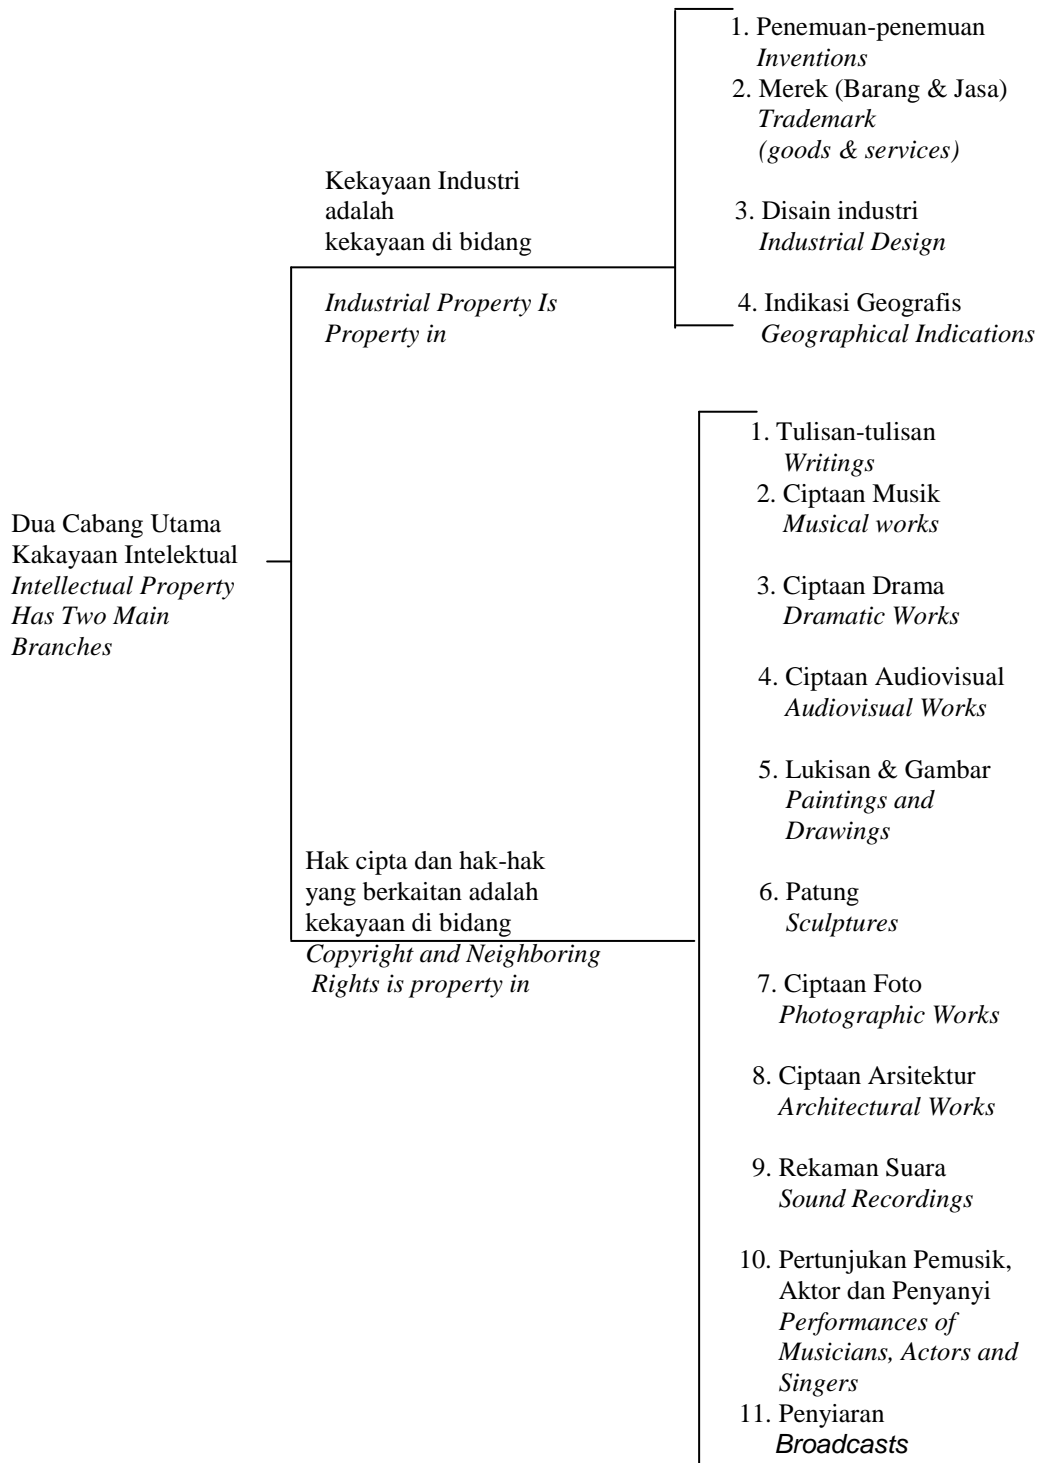 Dua Cabang Utama
Kakayaan Intelektual
Intellectual Property
Has Two Main
Branches
Kekayaan Industri
adalah
kekayaan di bidang
Industrial Property Is
Property in
1. Penemuan-penemuan
Inventions
2. Merek (Barang & Jasa)
Trademark
(goods & services)
3. Disain industri
Industrial Design
4. Indikasi Geografis
Geographical Indications
Hak cipta dan hak-hak
yang berkaitan adalah
kekayaan di bidang
Copyright and Neighboring
Rights is property in
1. Tulisan-tulisan
Writings
2. Ciptaan Musik
Musical works
3. Ciptaan Drama
Dramatic Works
4. Ciptaan Audiovisual
Audiovisual Works
5. Lukisan & Gambar
Paintings and
Drawings
6. Patung
Sculptures
7. Ciptaan Foto
Photographic Works
8. Ciptaan Arsitektur
Architectural Works
9. Rekaman Suara
Sound Recordings
10. Pertunjukan Pemusik,
Aktor dan Penyanyi
Performances of
Musicians, Actors and
Singers
11. Penyiaran
Broadcasts